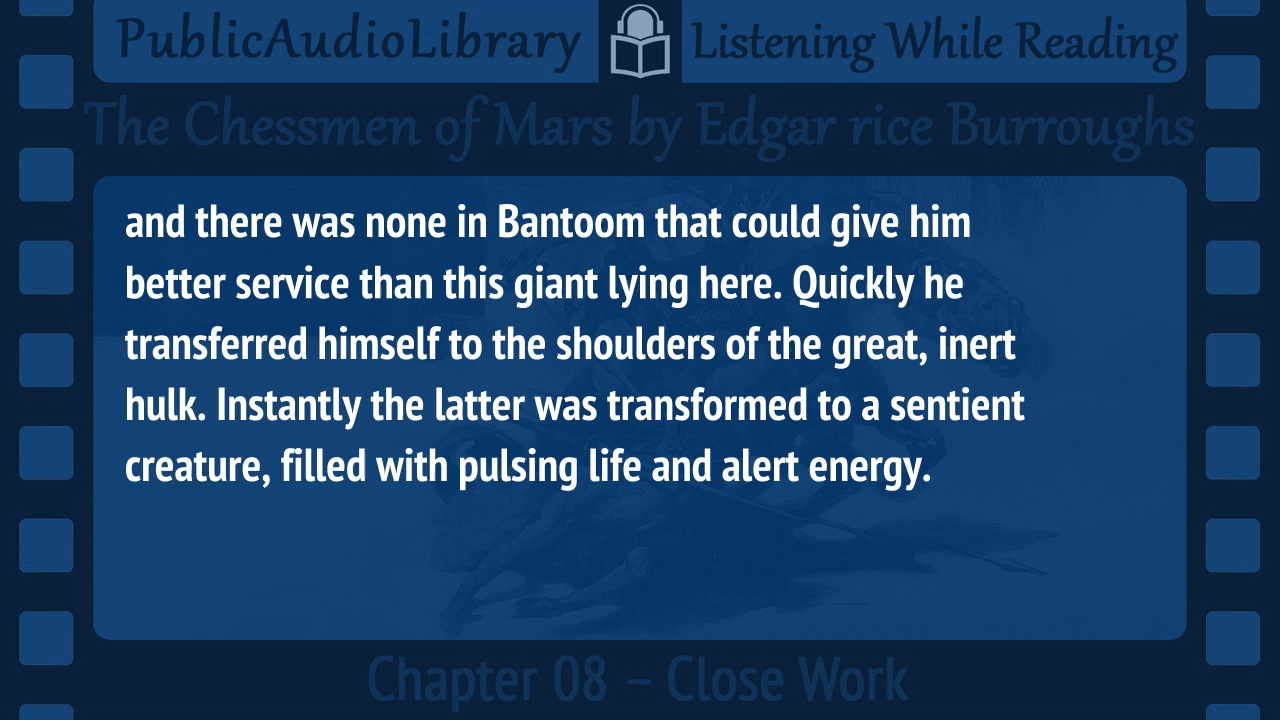 PublicAudioLibrary Listening While Reading
The Chessmen of Mars by Edgar rice Burroughs
and there was none in Bantoom that could give him
better service than this giant lying here. Quickly he
transferred himself to the shoulders of the great, inert
hulk. Instantly the latter was transformed to a sentient
creature, filled with pulsing life and alert energy.
Chapter 08 – Close Work